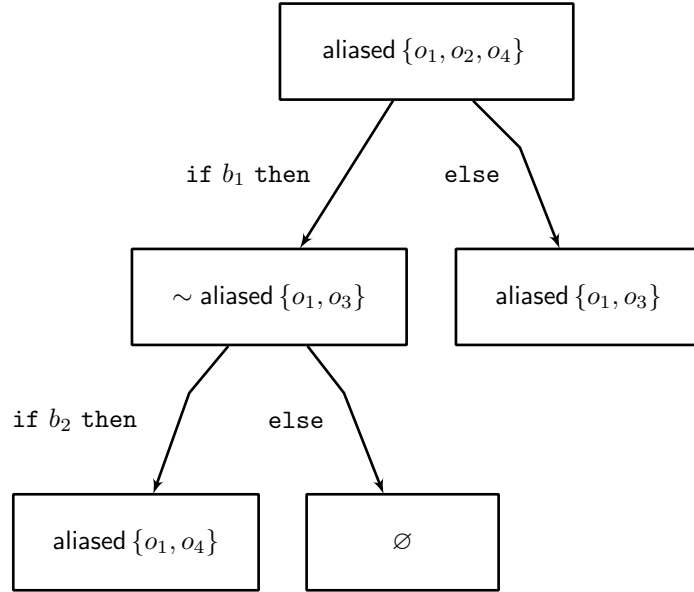 aliased {o₁, o₂, o₄}
if b₁ then
else
∼ aliased {o₁, o₃}
aliased {o₁, o₃}
if b₂ then
else
aliased {o₁, o₄}
∅